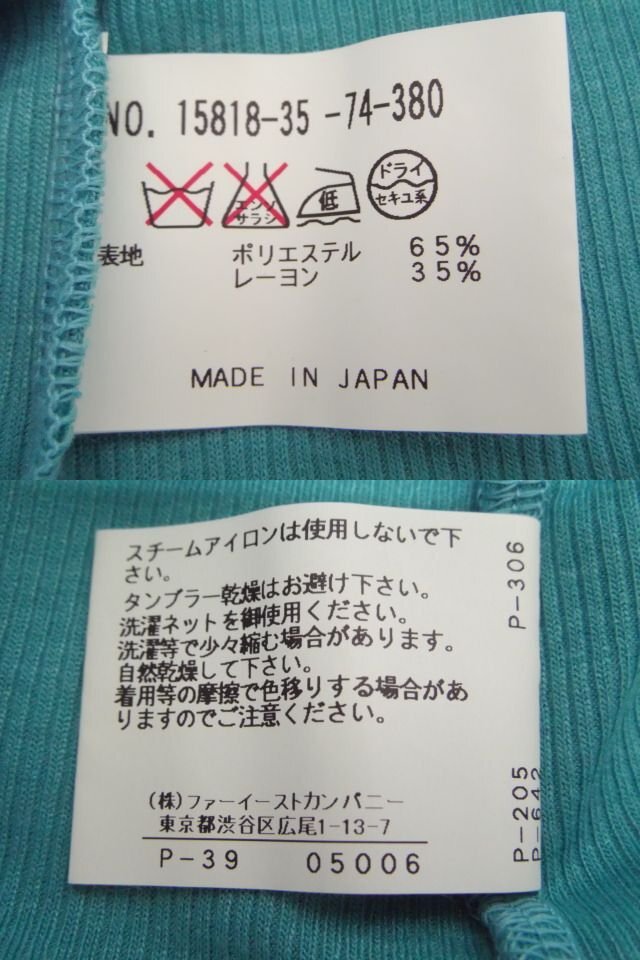 NO. 15818-35 -74-380
エンソ
サラシ
低
ドライ
セキユ系
表地 ポリエステル 65%
レーヨン 35%
MADE IN JAPAN
スチームアイロンは使用しないで下
さい。
タンブラー乾燥はお避け下さい。
洗濯ネットを御使用ください。
洗濯等で少々縮む場合があります。
自然乾燥して下さい。
着用等の摩擦で色移りする場合があ
りますのでご注意ください。
(株)ファーイーストカンパニー
東京都渋谷区広尾1-13-7
P-39 05006
P-306
P-205
P-642